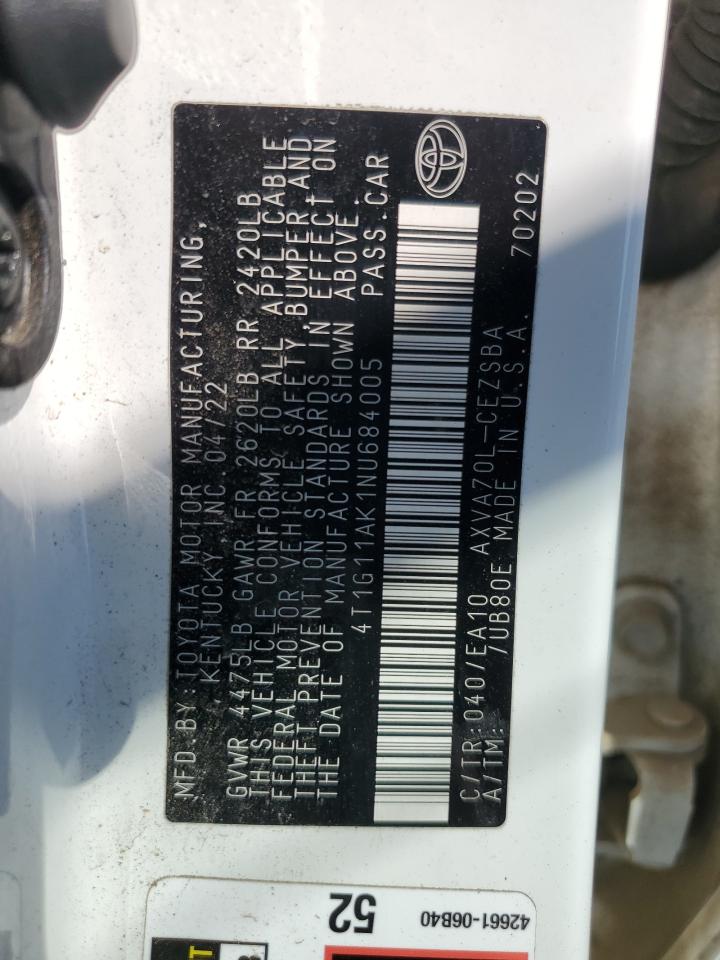 MFD. BY: TOYOTA MOTOR MANUFACTURING,
KENTUCKY INC 04/22
GVWR 4475LB GAWR FR 2620LB RR 2420LB
THIS VEHICLE CONFORMS TO ALL APPLICABLE
FEDERAL MOTOR VEHICLE SAFETY, BUMPER AND
THEFT PREVENTION STANDARDS IN EFFECT ON
THE DATE OF MANUFACTURE SHOWN ABOVE.
4T1G11AK1NU684005 PASS.CAR
C/TR: 040/EA10 AXVA70L-CEZSBA
A/TM: /UB80E MADE IN U.S.A. 70202
52
42661-06B40